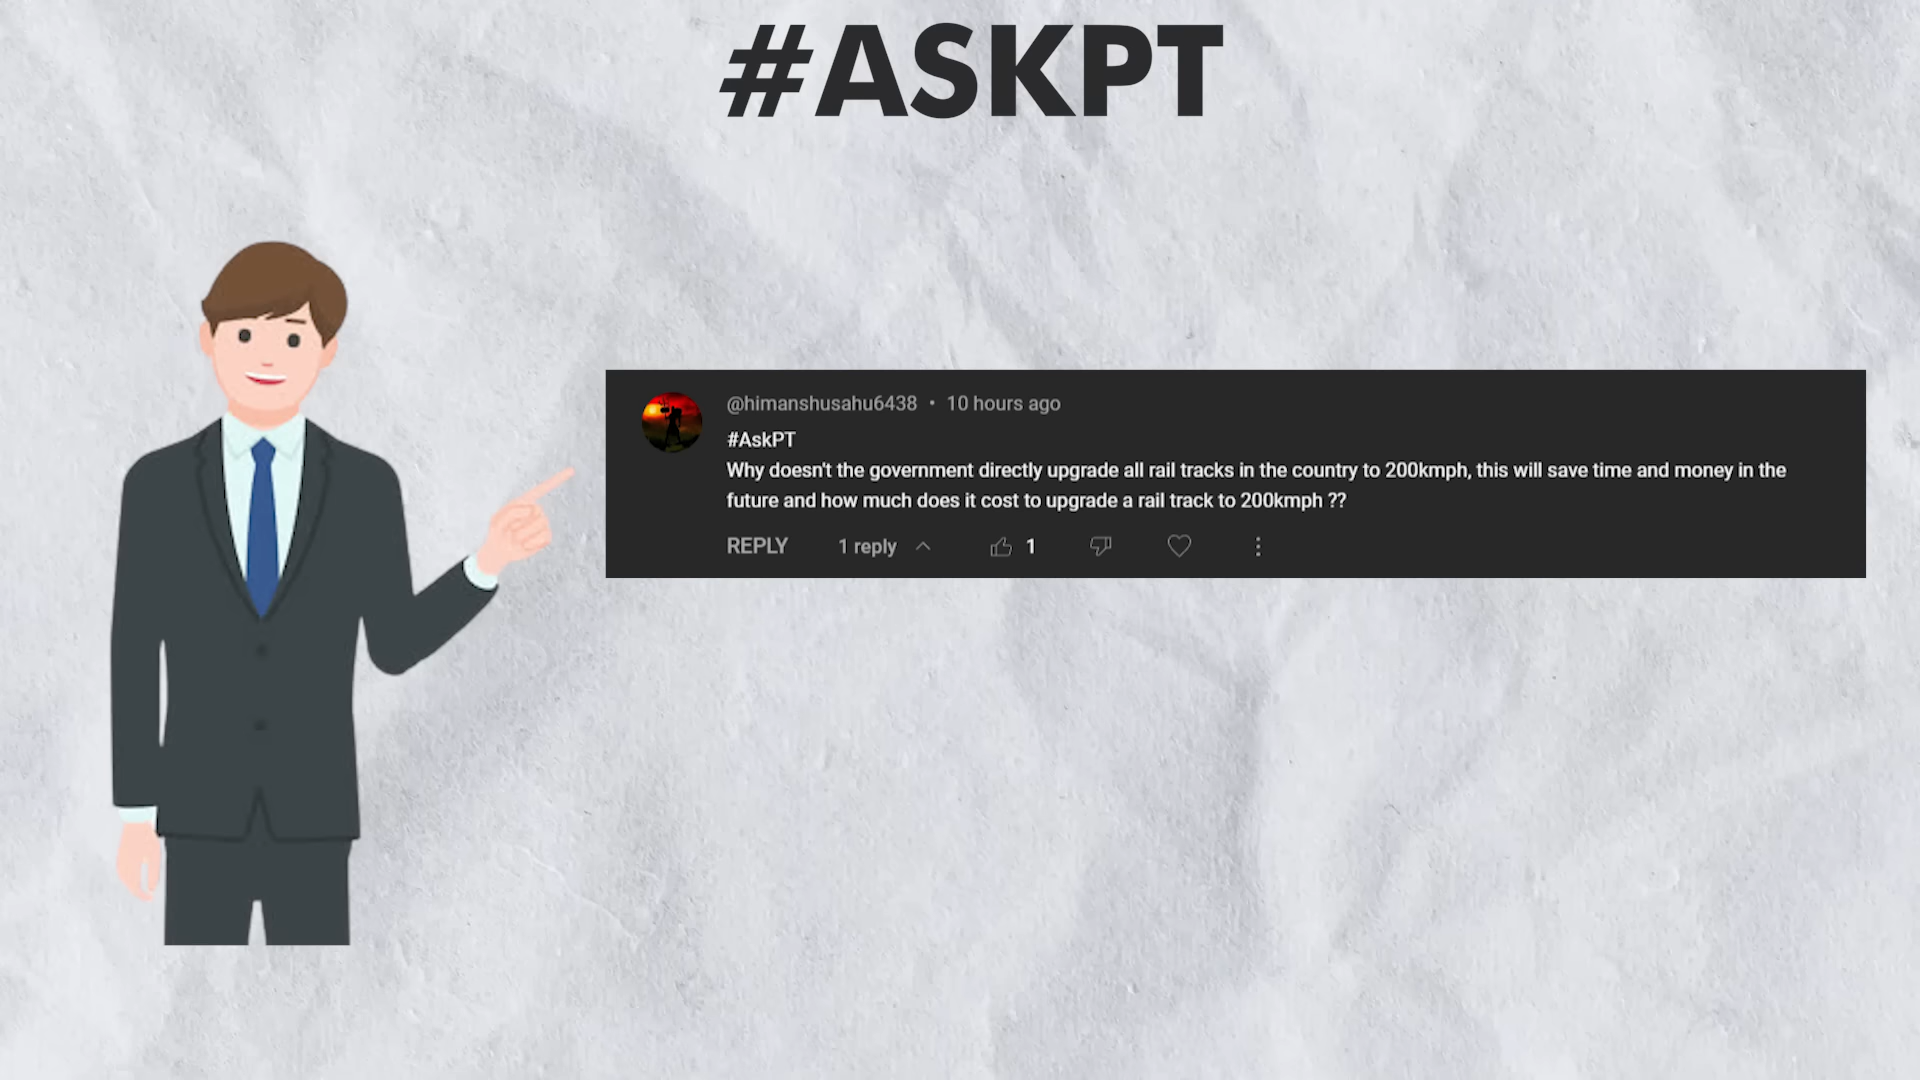 #ASKPT
@himanshusahu6438 • 10 hours ago
#AskPT
Why doesn't the government directly upgrade all rail tracks in the country to 200kmph, this will save time and money in the
future and how much does it cost to upgrade a rail track to 200kmph ??
REPLY 1 reply 1